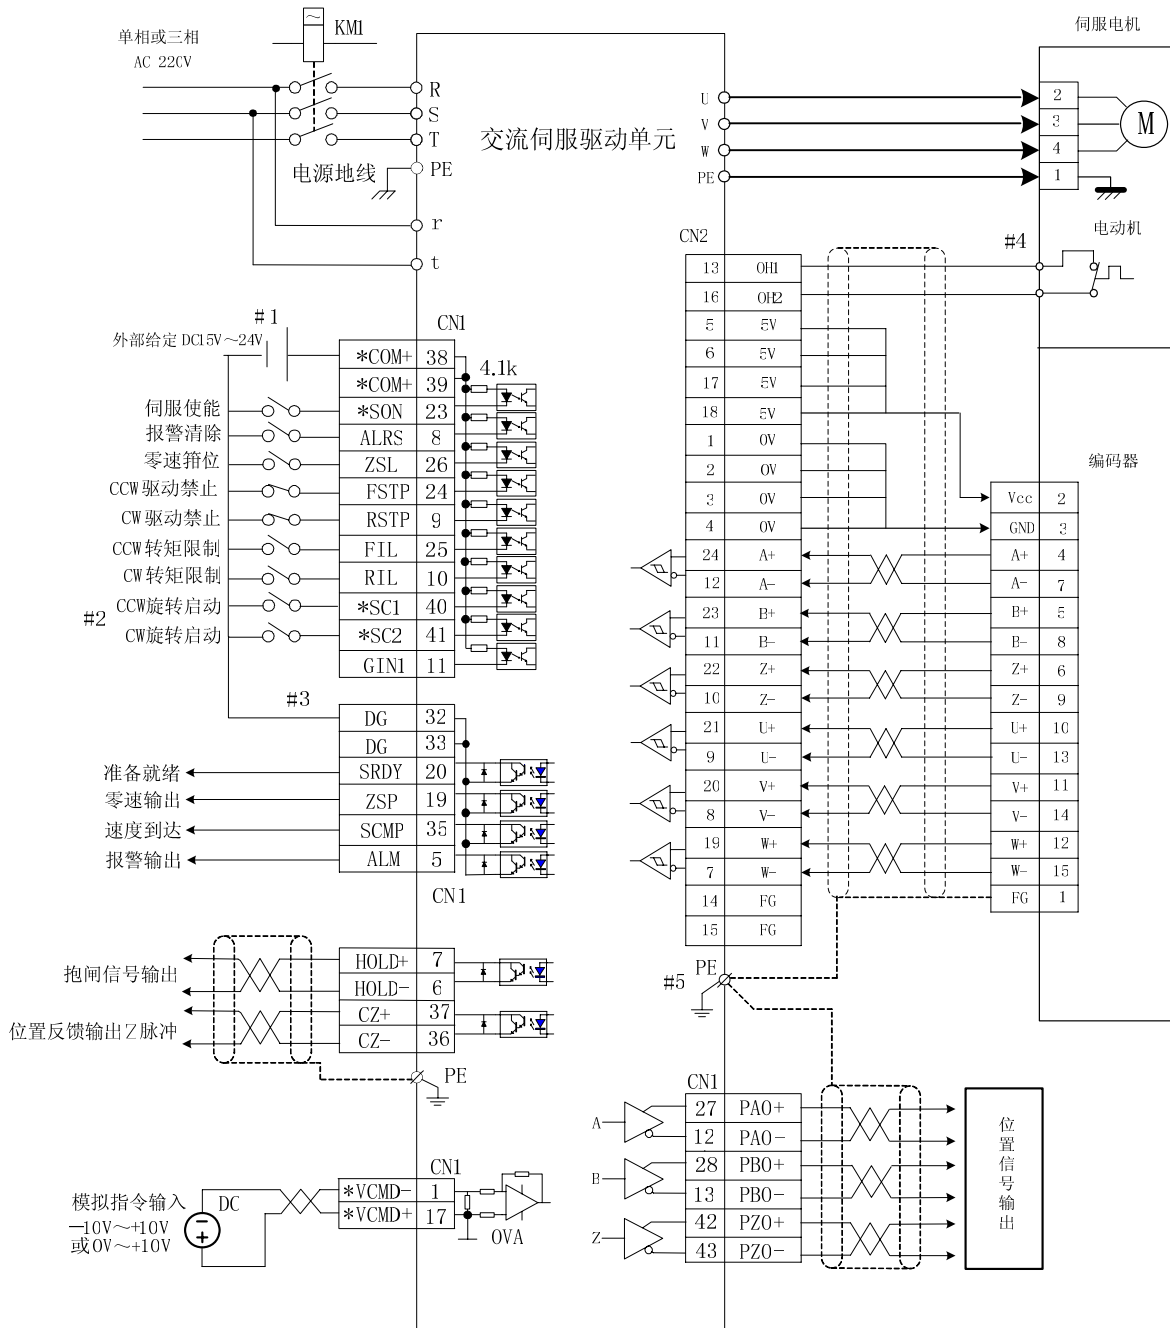 单相或三相
AC 220V
KM1
R
S
T
PE
电源地线
r
t
交流伺服驱动单元
U
V
W
PE
伺服电机
2
3
4
1
M
电动机
#4
CN2
13 OH1
16 OH2
5 5V
6 5V
17 5V
18 5V
1 0V
2 0V
3 0V
4 0V
24 A+
12 A-
23 B+
11 B-
22 Z+
10 Z-
21 U+
9 U-
20 V+
8 V-
19 W+
7 W-
14 FG
15 FG
编码器
Vcc 2
GND 3
A+ 4
A- 7
B+ 5
B- 8
Z+ 6
Z- 9
U+ 10
U- 13
V+ 11
V- 14
W+ 12
W- 15
FG 1
#5
PE
#1
外部给定 DC15V～24V
CN1
4.1k
*COM+ 38
*COM+ 39
伺服使能 *SON 23
报警清除 ALRS 8
零速箝位 ZSL 26
CCW驱动禁止 FSTP 24
CW驱动禁止 RSTP 9
CCW转矩限制 FIL 25
CW转矩限制 RIL 10
CCW旋转启动 *SC1 40
#2
CW旋转启动 *SC2 41
GIN1 11
#3
DG 32
DG 33
准备就绪 SRDY 20
零速输出 ZSP 19
速度到达 SCMP 35
报警输出 ALM 5
CN1
抱闸信号输出
HOLD+ 7
HOLD- 6
位置反馈输出Z脉冲
CZ+ 37
CZ- 36
PE
CN1
模拟指令输入
-10V～+10V
或0V～+10V
DC
*VCMD- 1
*VCMD+ 17
OVA
CN1
A
27 PAO+
12 PAO-
B
28 PBO+
13 PBO-
Z
42 PZO+
43 PZO-
位置信号输出